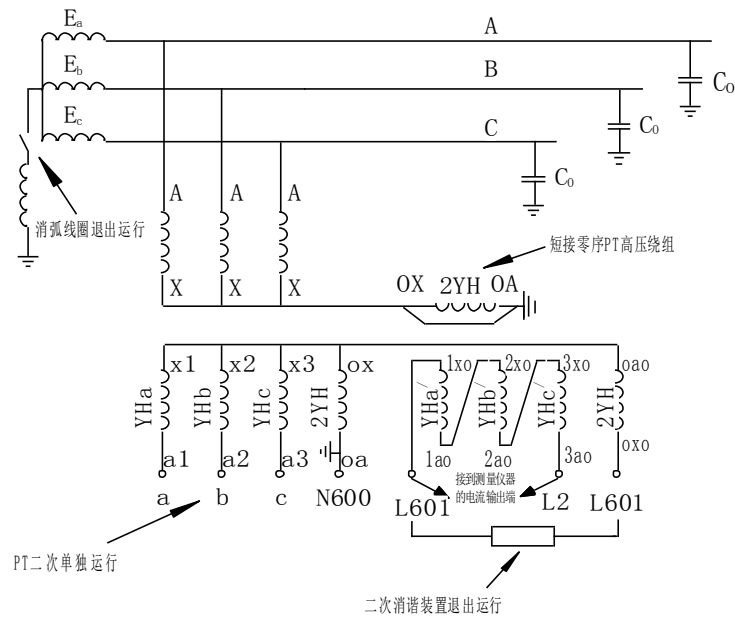 Ea
A
Eb
B
Ec
C
C0
C0
C0
消弧线圈退出运行
A
A
A
X
X
X
短接零序PT高压绕组
OX
2YH
OA
x1
x2
x3
ox
1xo
2xo
3xo
oao
YHa
YHb
YHc
2YH
YHa
YHb
YHc
2YH
a1
a2
a3
oa
1ao
2ao
3ao
oxo
接到测量仪器
的电流输出端
a
b
c
N600
L601
L2
L601
PT二次单独运行
二次消谐装置退出运行